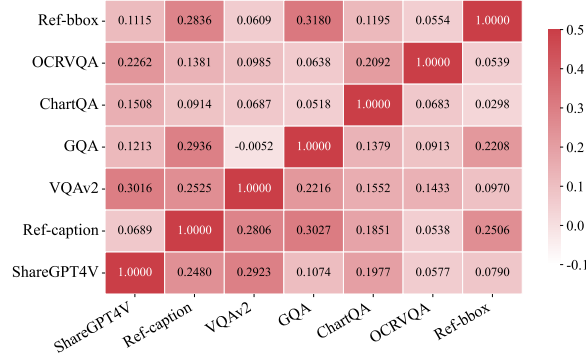 Ref-bbox 0.1115 0.2836 0.0609 0.3180 0.1195 0.0554 1.0000
OCRVQA 0.2262 0.1381 0.0985 0.0638 0.2092 1.0000 0.0539
ChartQA 0.1508 0.0914 0.0687 0.0518 1.0000 0.0683 0.0298
GQA 0.1213 0.2936 -0.0052 1.0000 0.1379 0.0913 0.2208
VQAv2 0.3016 0.2525 1.0000 0.2216 0.1552 0.1433 0.0970
Ref-caption 0.0689 1.0000 0.2806 0.3027 0.1851 0.0538 0.2506
ShareGPT4V 1.0000 0.2480 0.2923 0.1074 0.1977 0.0577 0.0790
ShareGPT4V Ref-caption VQAv2 GQA ChartQA OCRVQA Ref-bbox
0.5
0.4
0.3
0.2
0.1
0.0
-0.1